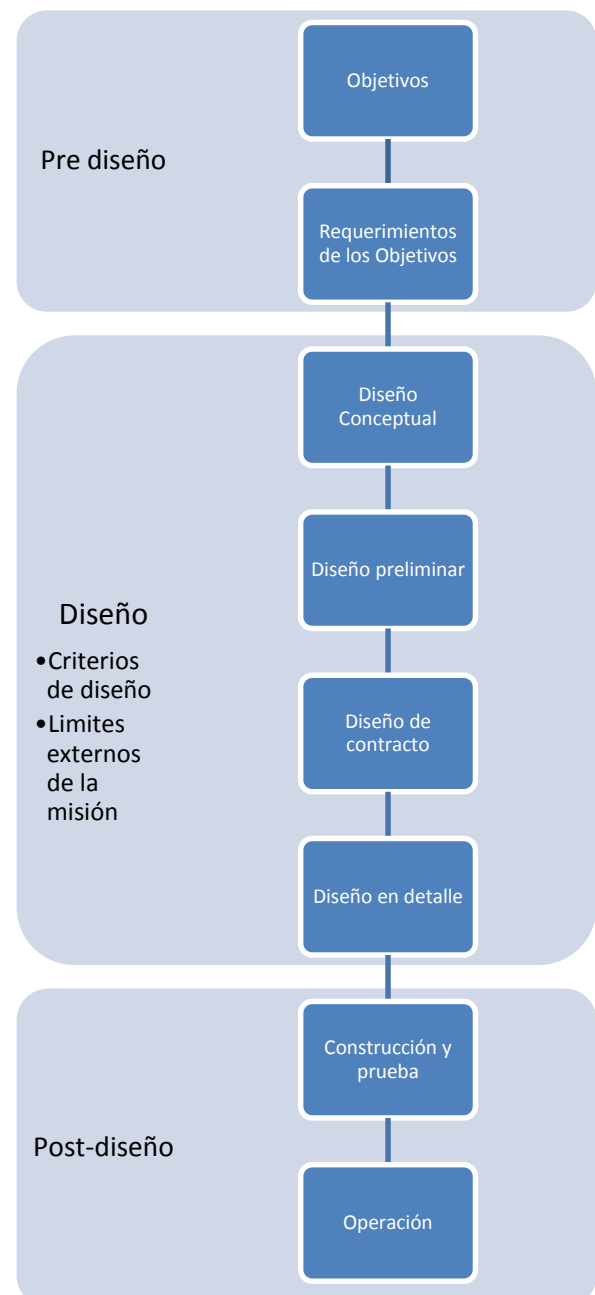 Objetivos
Pre diseño
Requerimientos
de los Objetivos
Diseño
Conceptual
Diseño preliminar
Diseño
•Criterios
de diseño
•Limites
externos
de la
misión
Diseño de
contracto
Diseño en detalle
Construcción y
prueba
Post-diseño
Operación